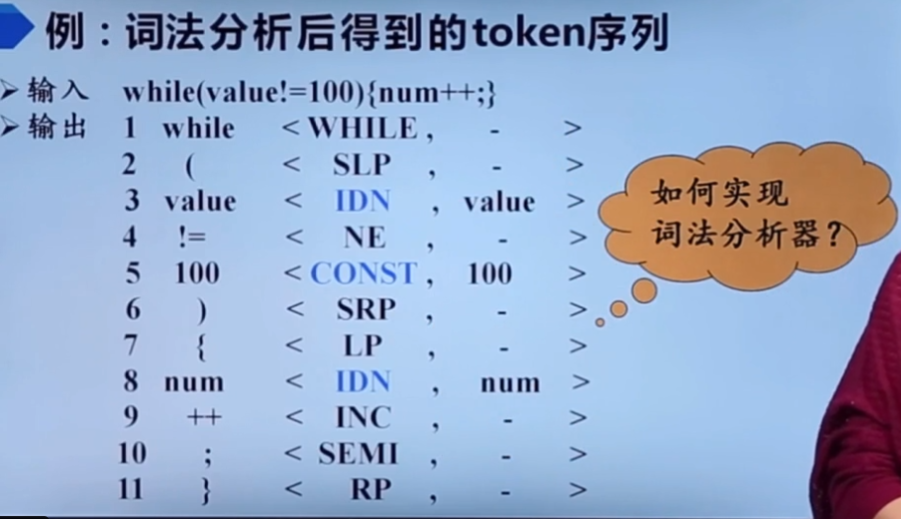 例：词法分析后得到的token序列
➢ 输入 while(value!=100){num++;}
➢ 输出 1 while < WHILE , - >
2 ( < SLP , - >
3 value < IDN , value >
4 != < NE , - >
5 100 < CONST , 100 >
6 ) < SRP , - >
7 { < LP , - >
8 num < IDN , num >
9 ++ < INC , - >
10 ; < SEMI , - >
11 } < RP , - >
如何实现
词法分析器？